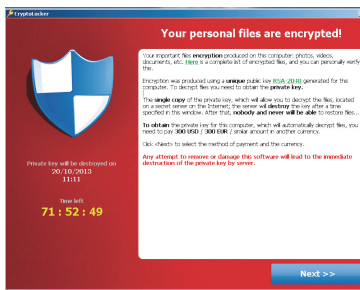 CryptoLocker
Your personal files are encrypted!
Your important files encryption produced on this computer: photos, videos,
documents, etc. Here is a complete list of encrypted files, and you can personally verify
this.
Encryption was produced using a unique public key RSA-2048 generated for this
computer. To decrypt files you need to obtain the private key.
The single copy of the private key, which will allow you to decrypt the files, located
on a secret server on the Internet; the server will destroy the key after a time
specified in this window. After that, nobody and never will be able to restore files...
To obtain the private key for this computer, which will automatically decrypt files, you
need to pay 300 USD / 300 EUR / similar amount in another currency.
Click «Next» to select the method of payment and the currency.
Any attempt to remove or damage this software will lead to the immediate
destruction of the private key by server.
Private key will be destroyed on
20/10/2013
11:11
Time left
71 : 52 : 49
Next >>